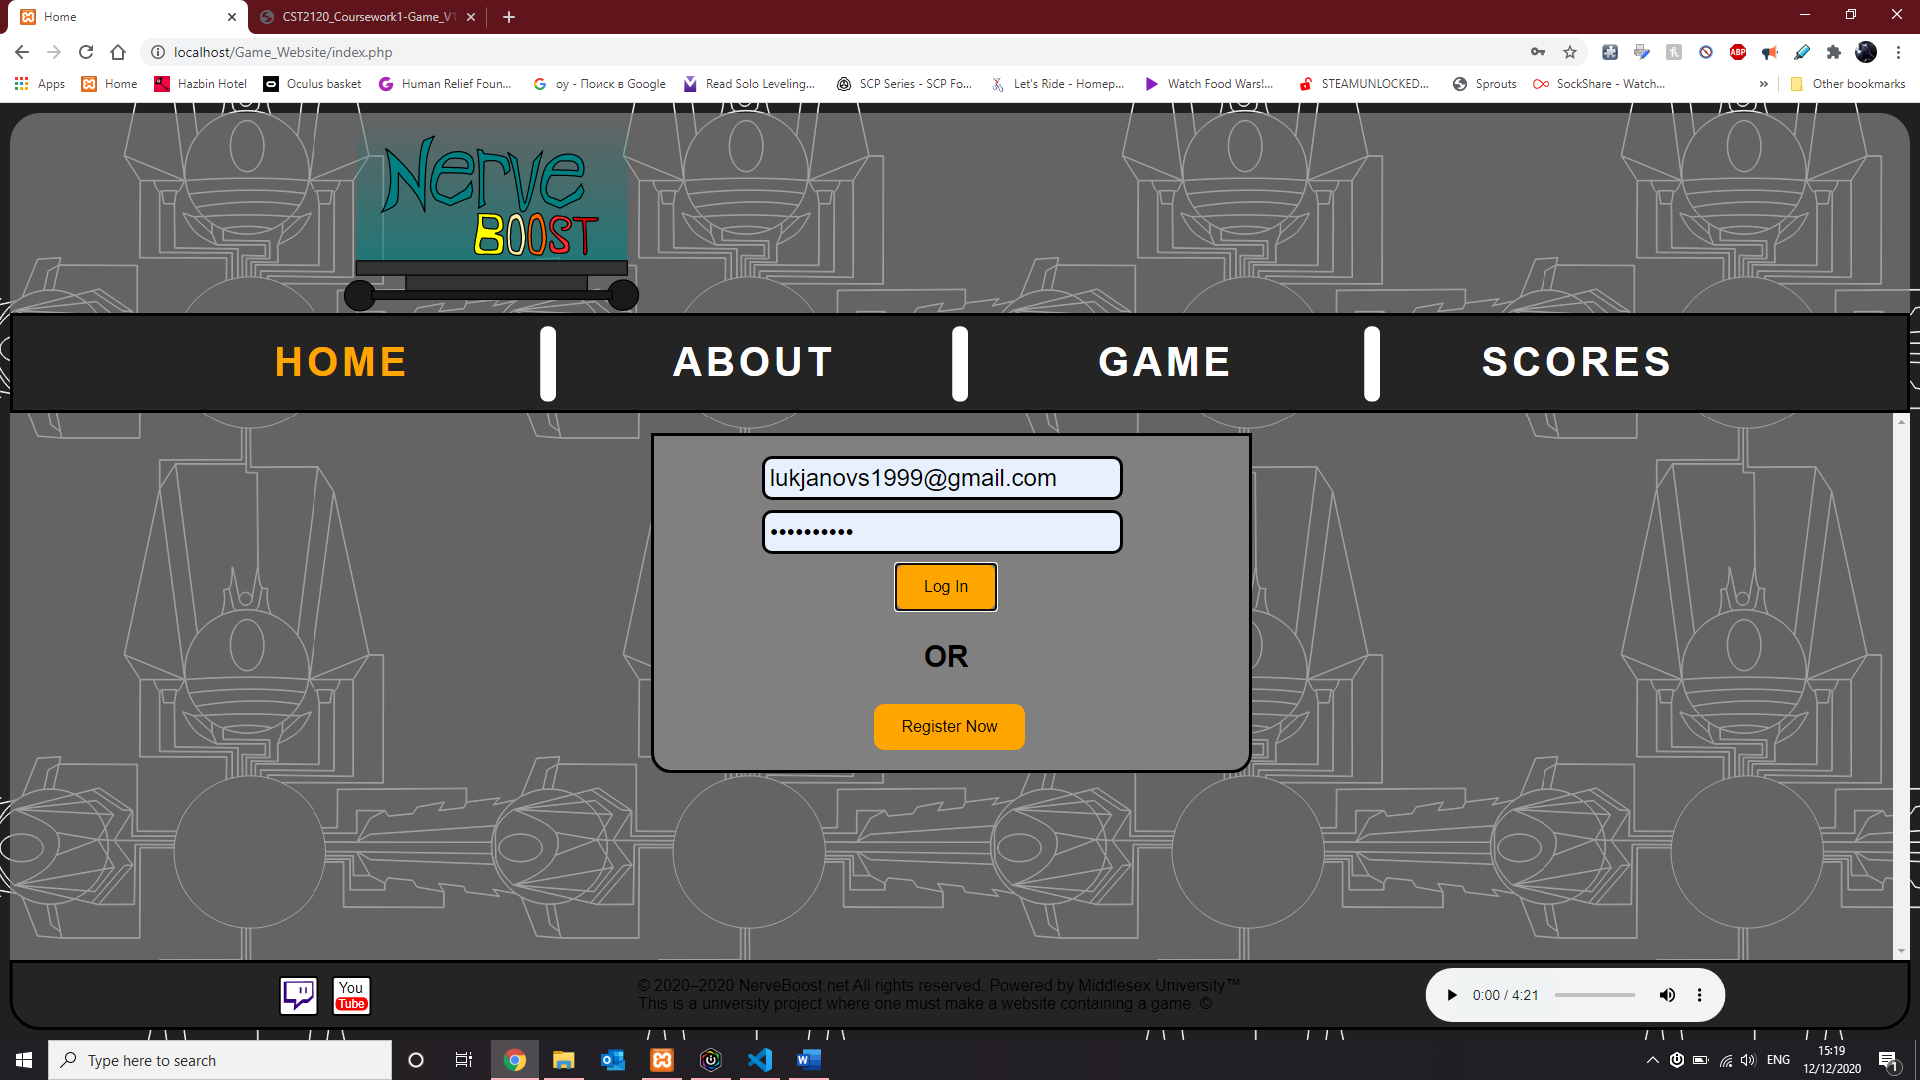 Home
CST2120_Coursework1-Game_V1
localhost/Game_Website/index.php
ABP
Apps
Home
Hazbin Hotel
Oculus basket
Human Relief Foun...
oy - Поиск в Google
Read Solo Leveling...
SCP Series - SCP Fo...
Let's Ride - Homep...
Watch Food Wars!...
STEAMUNLOCKED...
Sprouts
SockShare - Watch...
»
Other bookmarks
Nerve
BOOST
HOME
ABOUT
GAME
SCORES
lukjanovs1999@gmail.com
••••••••••
Log In
OR
Register Now
You
Tube
© 2020–2020 NerveBoost.net All rights reserved. Powered by Middlesex University™.
This is a university project where one must make a website containing a game. ©
0:00 / 4:21
Type here to search
ENG
15:19
12/12/2020
1